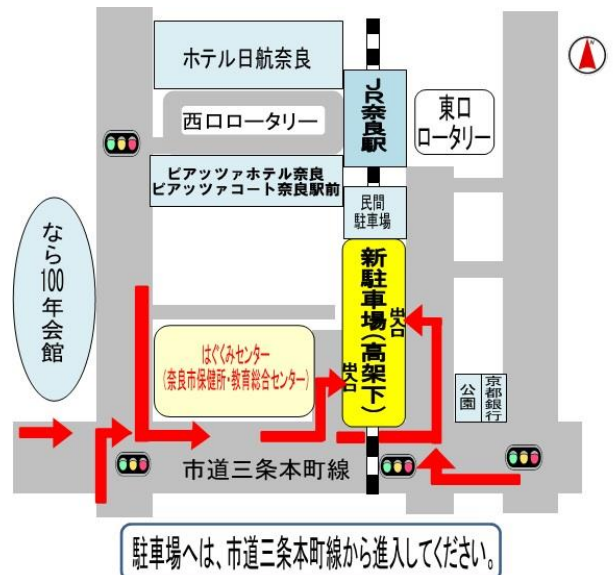 ホテル日航奈良
N
JR奈良駅
東口
ロータリー
西口ロータリー
ピアッツァホテル奈良
ピアッツァコート奈良駅前
民間
駐車場
なら100年会館
新駐車場(高架下)
出入口
出入口
はぐくみセンター
(奈良市保健所・教育総合センター)
公園
京都銀行
市道三条本町線
駐車場へは、市道三条本町線から進入してください。